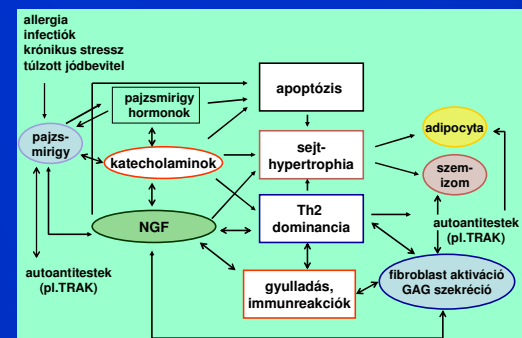 allergia
infectiók
krónikus stressz
túlzott jódbevitel
pajzs-
mirigy
pajzsmirigy
hormonok
katecholaminok
NGF
autoantitestek
(pl.TRAK)
apoptózis
sejt-
hypertrophia
Th2
dominancia
gyulladás,
immunreakciók
adipocyta
szem-
izom
autoantitestek
(pl.TRAK)
fibroblast aktiváció
GAG szekréció